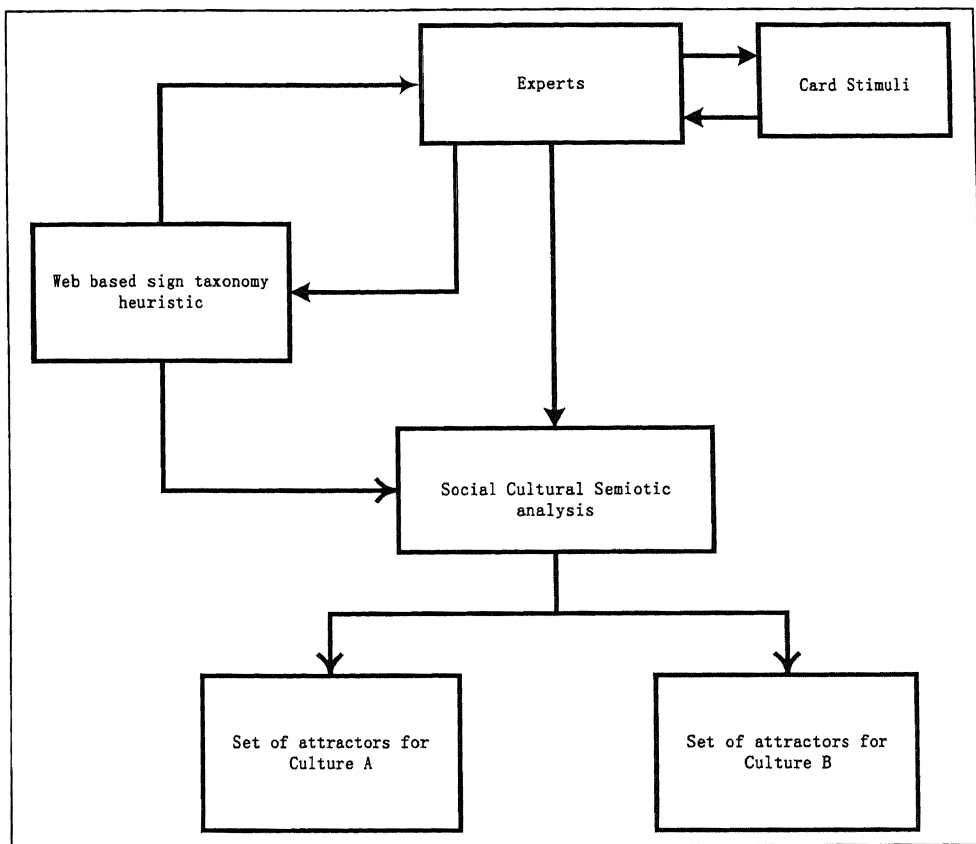 Experts
Card Stimuli
Web based sign taxonomy
heuristic
Social Cultural Semiotic
analysis
Set of attractors for
Culture A
Set of attractors for
Culture B